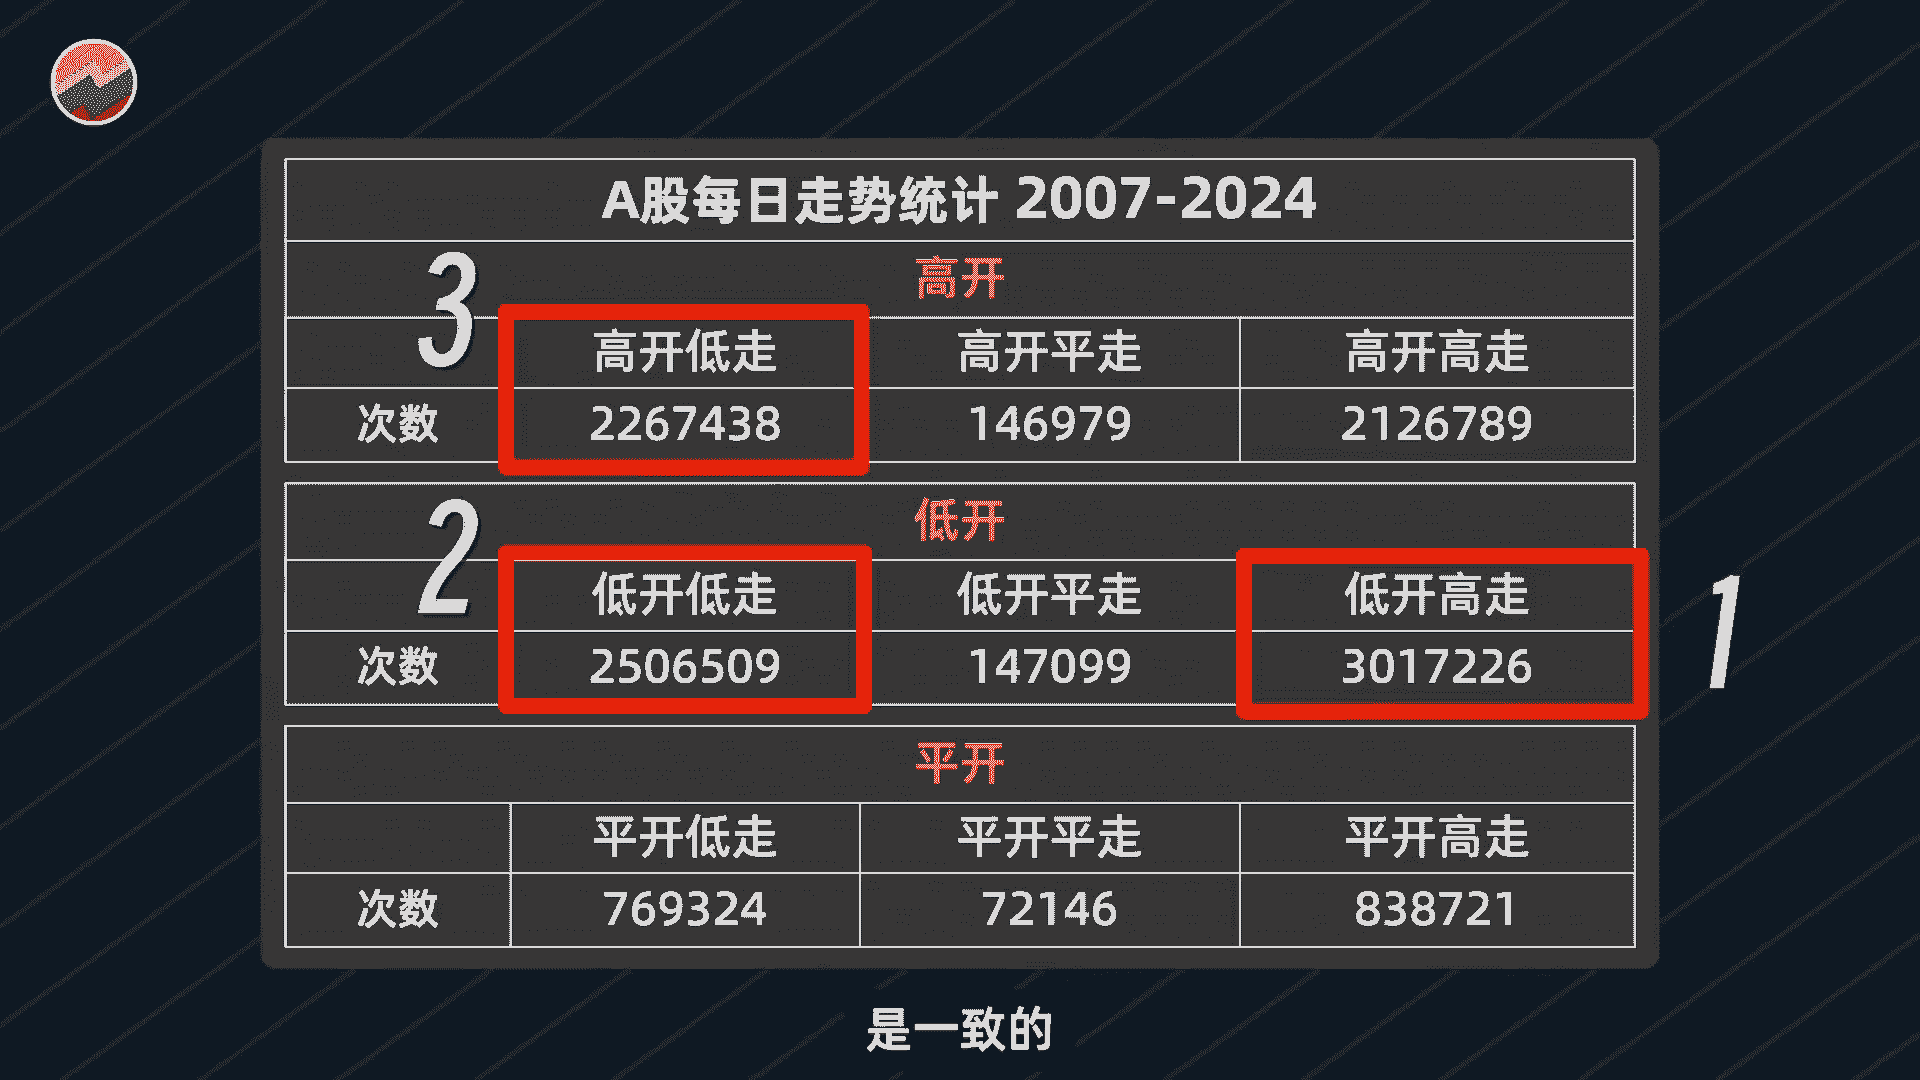 A股每日走势统计 2007-2024
3
高开
高开低走 高开平走 高开高走
次数 2267438 146979 2126789
2
低开
低开低走 低开平走 低开高走
1
次数 2506509 147099 3017226
平开
平开低走 平开平走 平开高走
次数 769324 72146 838721
是一致的